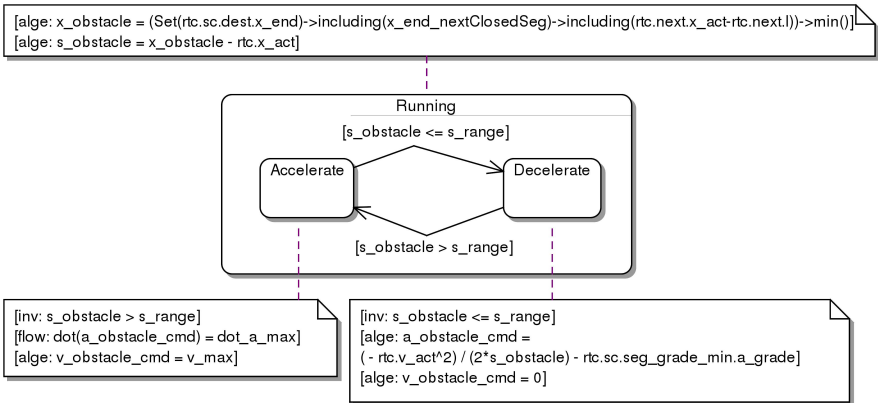 [alge: x_obstacle = (Set(rtc.sc.dest.x_end)->including(x_end_nextClosedSeg)->including(rtc.next.x_act-rtc.next.l))->min()]
[alge: s_obstacle = x_obstacle - rtc.x_act]
Running
[s_obstacle <= s_range]
Accelerate
Decelerate
[s_obstacle > s_range]
[inv: s_obstacle > s_range]
[flow: dot(a_obstacle_cmd) = dot_a_max]
[alge: v_obstacle_cmd = v_max]
[inv: s_obstacle <= s_range]
[alge: a_obstacle_cmd =
( - rtc.v_act^2) / (2*s_obstacle) - rtc.sc.seg_grade_min.a_grade]
[alge: v_obstacle_cmd = 0]